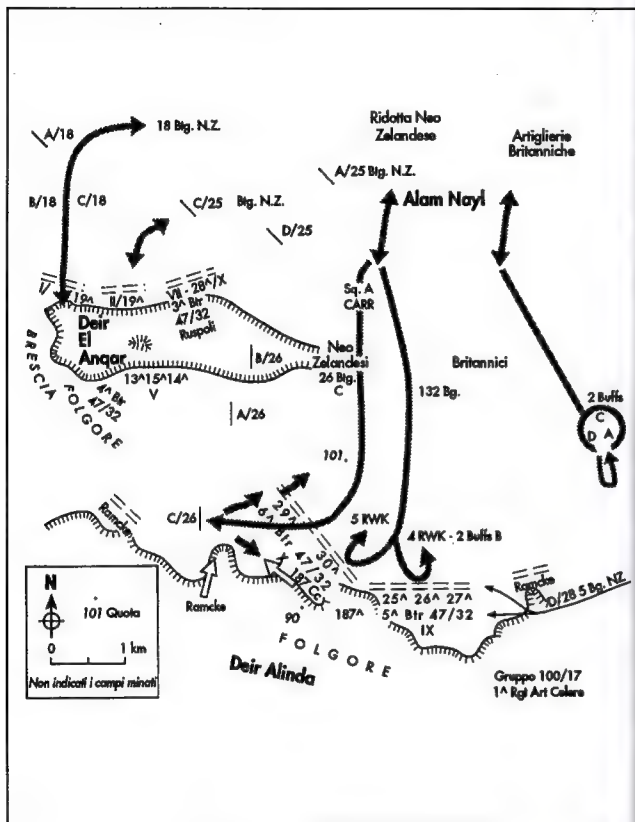 Ridotta Neo
Zelandese
Artiglierie
Britanniche
A/18
18 Btg. N.Z.
A/25 Btg. N.Z.
Alam Nayl
B/18
C/18
C/25
Btg. N.Z.
D/25
Sq. A
CARR
V/
19^
II/19^
VII - 28^/X
3^ Btr
47/32
Ruspoli
Deir
El
Anqar
BRESCIA
FOLGORE
4^ Btr
47/32
13^15^14^
V
B/26
Neo
Zelandesi
26 Btg.
C
Britannici
132 Bg.
2 Buffs
C
D A
A/26
101.
C/26
Ramcke
29^
6^ Btr
47/32
30^
X
187 CcX
5 RWK
4 RWK - 2 Buffs B
Ramcke
90
187^
25^ 26^ 27^
5^ Btr 47/32
IX
Ramcke
D/28 5 Bg. NZ.
FOLGORE
Deir Alinda
Gruppo 100/17
1^ Rgt Art Celere
N
101 Quota
0 1 km
Non indicati i campi minati